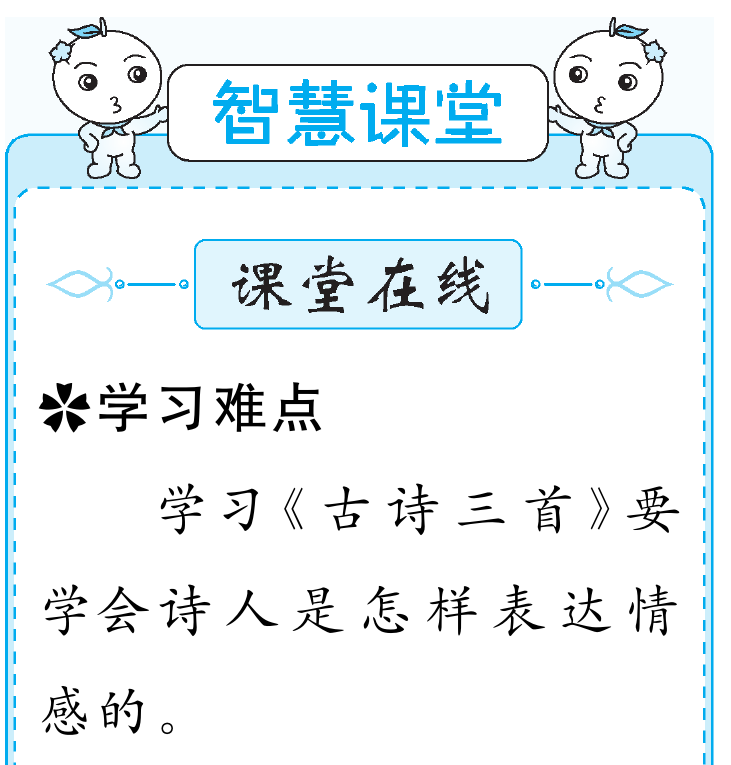 智慧课堂
课堂在线
学习难点
学习《古诗三首》要
学会诗人是怎样表达情
感的。